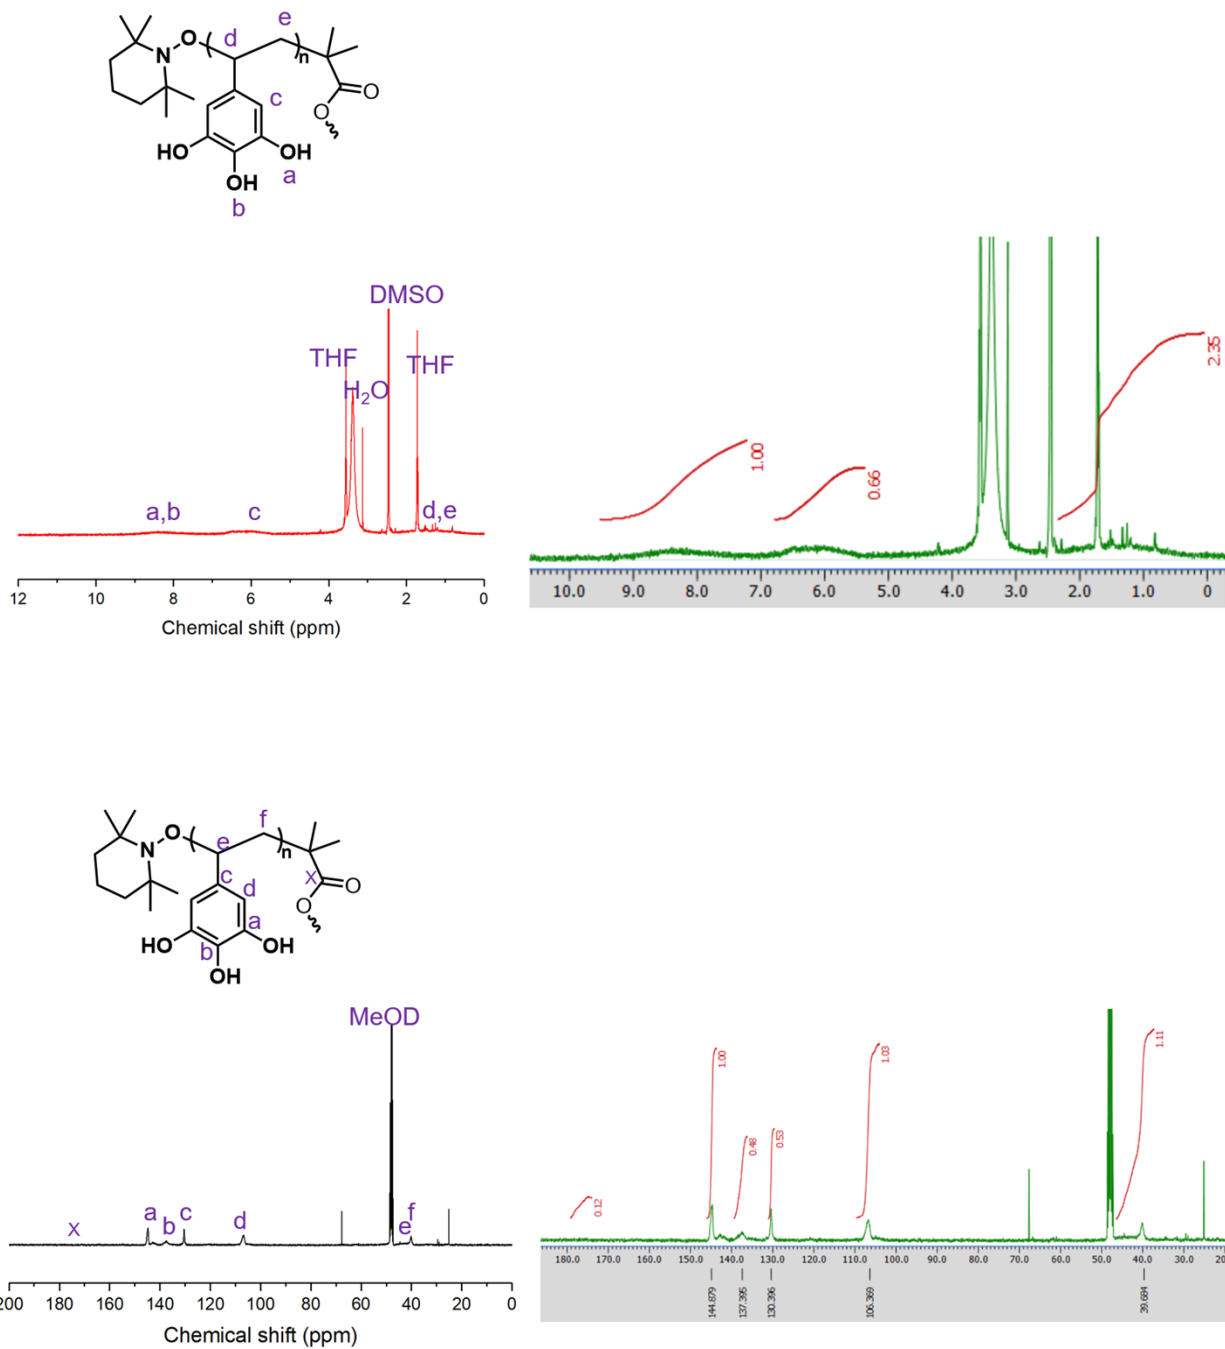 e
d
O
N
n
c
O
O
HO
OH
OH
a
b
DMSO
THF
THF
H2O
a,b
c
d,e
12 10 8 6 4 2 0
Chemical shift (ppm)
1.00
0.66
2.35
10.0 9.0 8.0 7.0 6.0 5.0 4.0 3.0 2.0 1.0 0
f
O
e
N
n
c
d
x
O
O
a
HO
b
OH
OH
MeOD
x
a
b
c
d
e
f
200 180 160 140 120 100 80 60 40 20 0
Chemical shift (ppm)
0.12
1.00
0.48
0.53
1.03
1.11
180.0 170.0 160.0 150.0 140.0 130.0 120.0 110.0 100.0 90.0 80.0 70.0 60.0 50.0 40.0 30.0 20
144.879
137.395
130.396
106.369
39.684